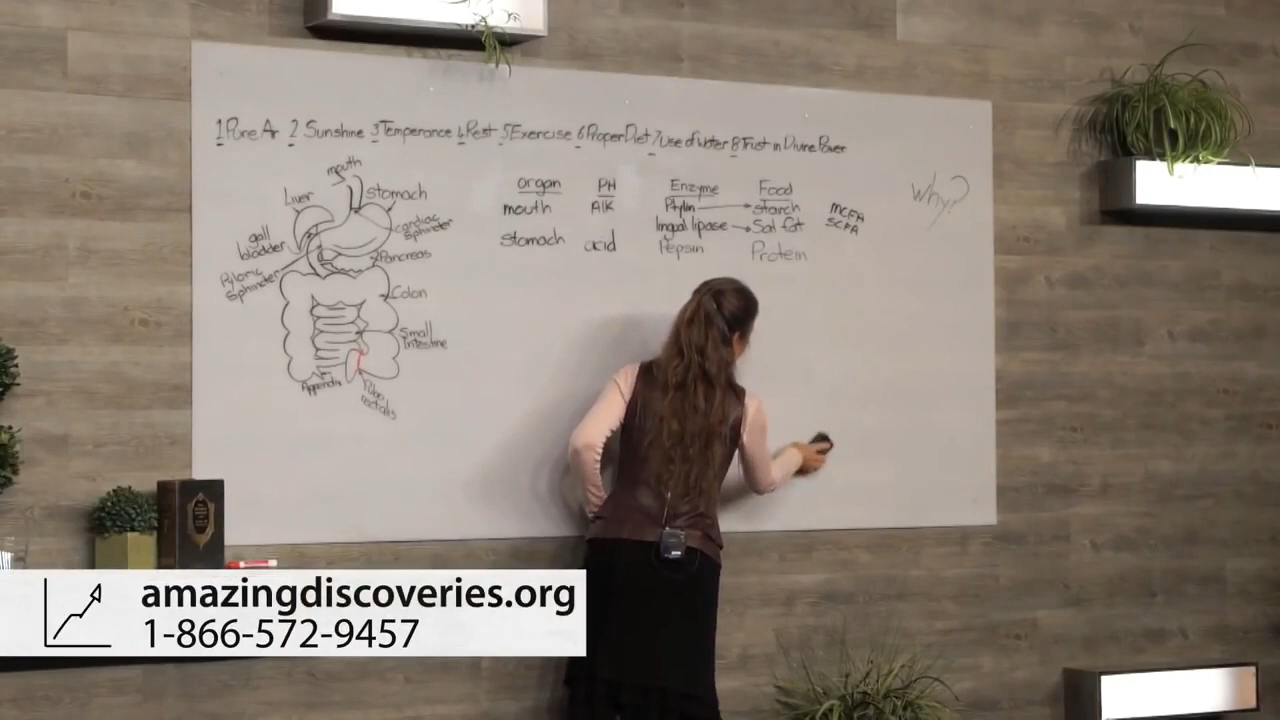 1 Pure Air 2 Sunshine 3 Temperance 4 Rest 5 Exercise 6 Proper Diet 7 Use of Water 8 Trust in Divine Power
mouth
Liver
stomach
cardiac
sphincter
gall
bladder
Pancreas
Pyloric
Sphincter
Colon
Small
Intestine
Appendix
Pubo
rectalis
organ PH Enzyme Food
mouth Alk Ptylin starch
lingual lipase Sat fat
MCFA
SCFA
stomach acid Pepsin Protein
Why?
amazingdiscoveries.org
1-866-572-9457